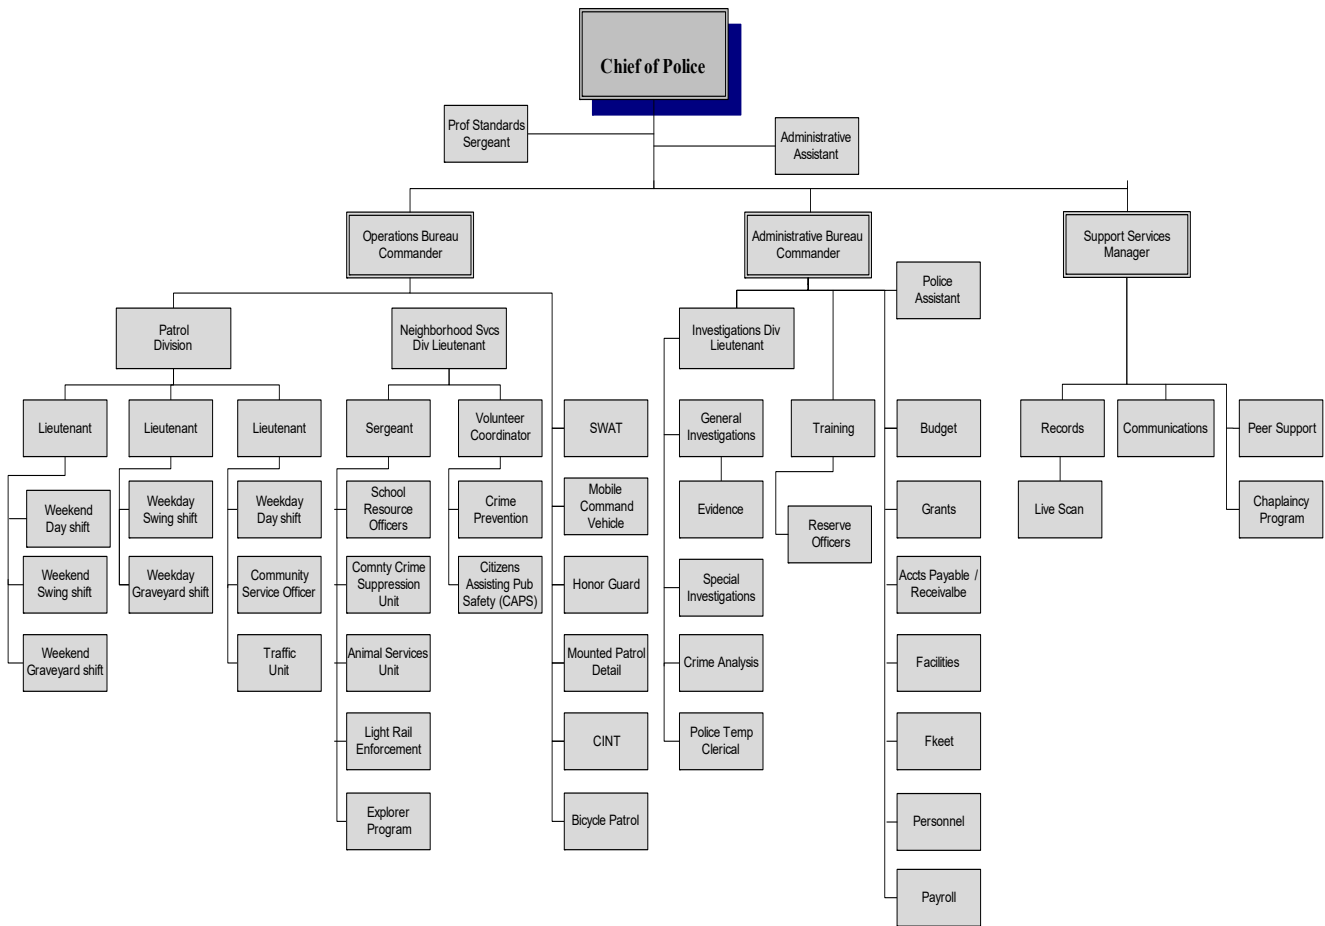 Chief of Police
Prof Standards
Sergeant
Administrative
Assistant
Operations Bureau
Commander
Administrative Bureau
Commander
Support Services
Manager
Police
Assistant
Patrol
Division
Neighborhood Svcs
Div Lieutenant
Investigations Div
Lieutenant
Lieutenant
Lieutenant
Lieutenant
Sergeant
Volunteer
Coordinator
SWAT
General
Investigations
Training
Budget
Records
Communications
Peer Support
Weekend
Day shift
Weekday
Swing shift
Weekday
Day shift
School
Resource
Officers
Crime
Prevention
Mobile
Command
Vehicle
Evidence
Reserve
Officers
Grants
Live Scan
Chaplaincy
Program
Weekend
Swing shift
Weekday
Graveyard shift
Community
Service Officer
Comnty Crime
Suppression
Unit
Citizens
Assisting Pub
Safety (CAPS)
Honor Guard
Special
Investigations
Accts Payable /
Receivalbe
Weekend
Graveyard shift
Traffic
Unit
Animal Services
Unit
Mounted Patrol
Detail
Crime Analysis
Facilities
Light Rail
Enforcement
CINT
Police Temp
Clerical
Fkeet
Explorer
Program
Bicycle Patrol
Personnel
Payroll